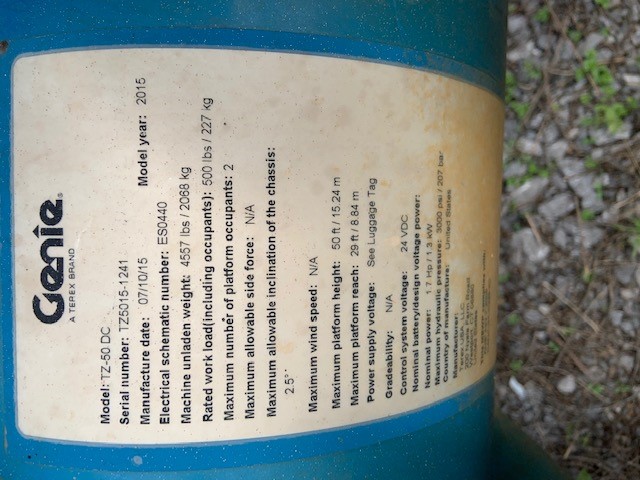 Genie®
A TEREX BRAND
Model: TZ-50 DC
Serial number: TZ5015-1241
Manufacture date: 07/10/15 Model year: 2015
Electrical schematic number: ES0440
Machine unladen weight: 4557 lbs / 2068 kg
Rated work load(including occupants): 500 lbs / 227 kg
Maximum number of platform occupants: 2
Maximum allowable side force: N/A
Maximum allowable inclination of the chassis:
2.5°
Maximum wind speed: N/A
Maximum platform height: 50 ft / 15.24 m
Maximum platform reach: 29 ft / 8.84 m
Power supply voltage: See Luggage Tag
Gradeability: N/A
Control system voltage: 24 VDC
Nominal battery/design voltage power:
Nominal power: 1.7 Hp / 1.3 kW
Maximum hydraulic pressure: 3000 psi / 207 bar
Country of manufacture: United States
Manufacturer:
Terex USA, LLC